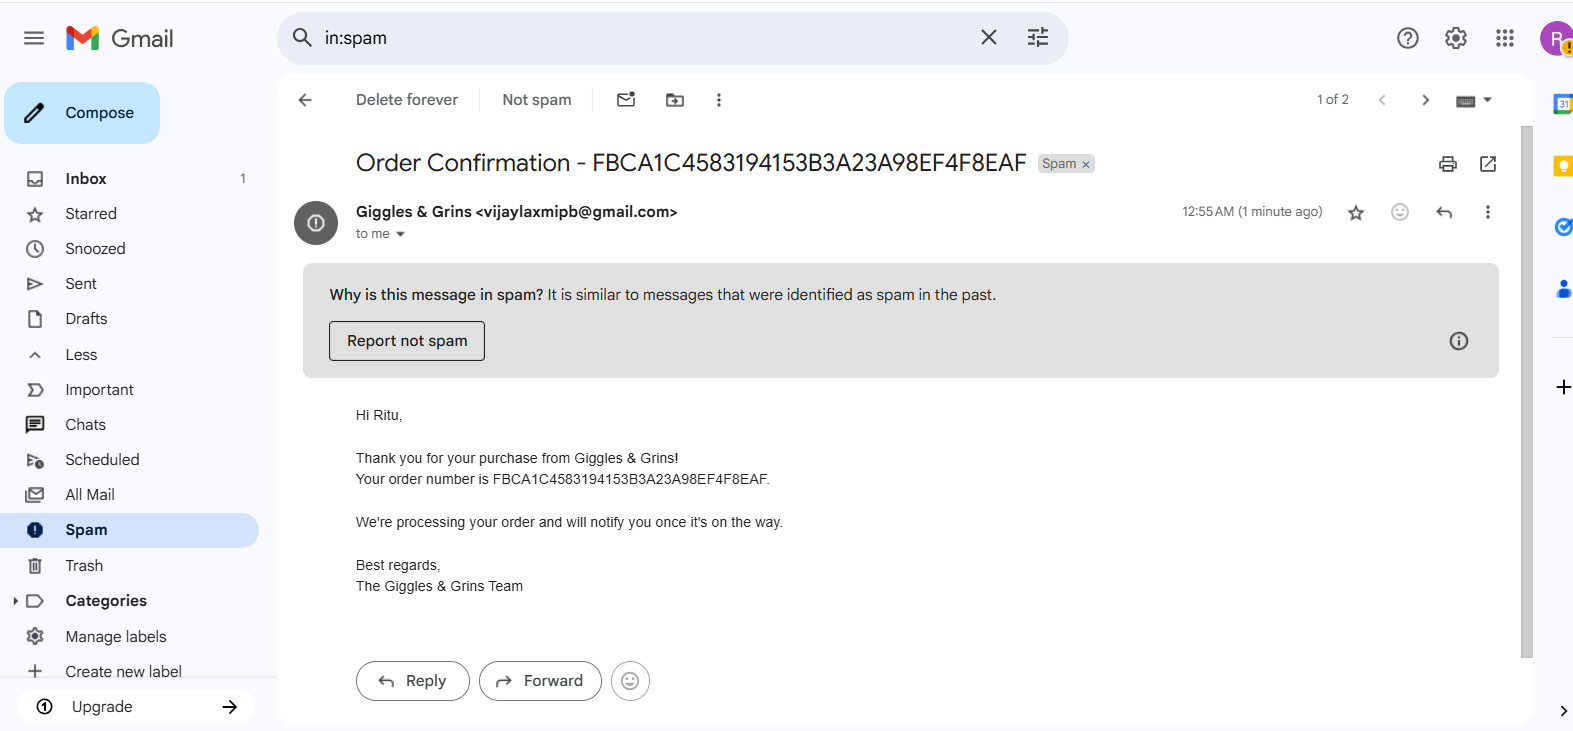 Gmail
in:spam
R
Compose
Inbox 1
Starred
Snoozed
Sent
Drafts
Less
Important
Chats
Scheduled
All Mail
Spam
Trash
Categories
Manage labels
Create new label
Upgrade
Delete forever
Not spam
1 of 2
31
Order Confirmation - FBCA1C4583194153B3A23A98EF4F8EAF Spam ×
Giggles & Grins <vijaylaxmipb@gmail.com> 12:55 AM (1 minute ago)
to me
Why is this message in spam? It is similar to messages that were identified as spam in the past.
Report not spam
Hi Ritu,
Thank you for your purchase from Giggles & Grins!
Your order number is FBCA1C4583194153B3A23A98EF4F8EAF.
We're processing your order and will notify you once it's on the way.
Best regards,
The Giggles & Grins Team
Reply
Forward